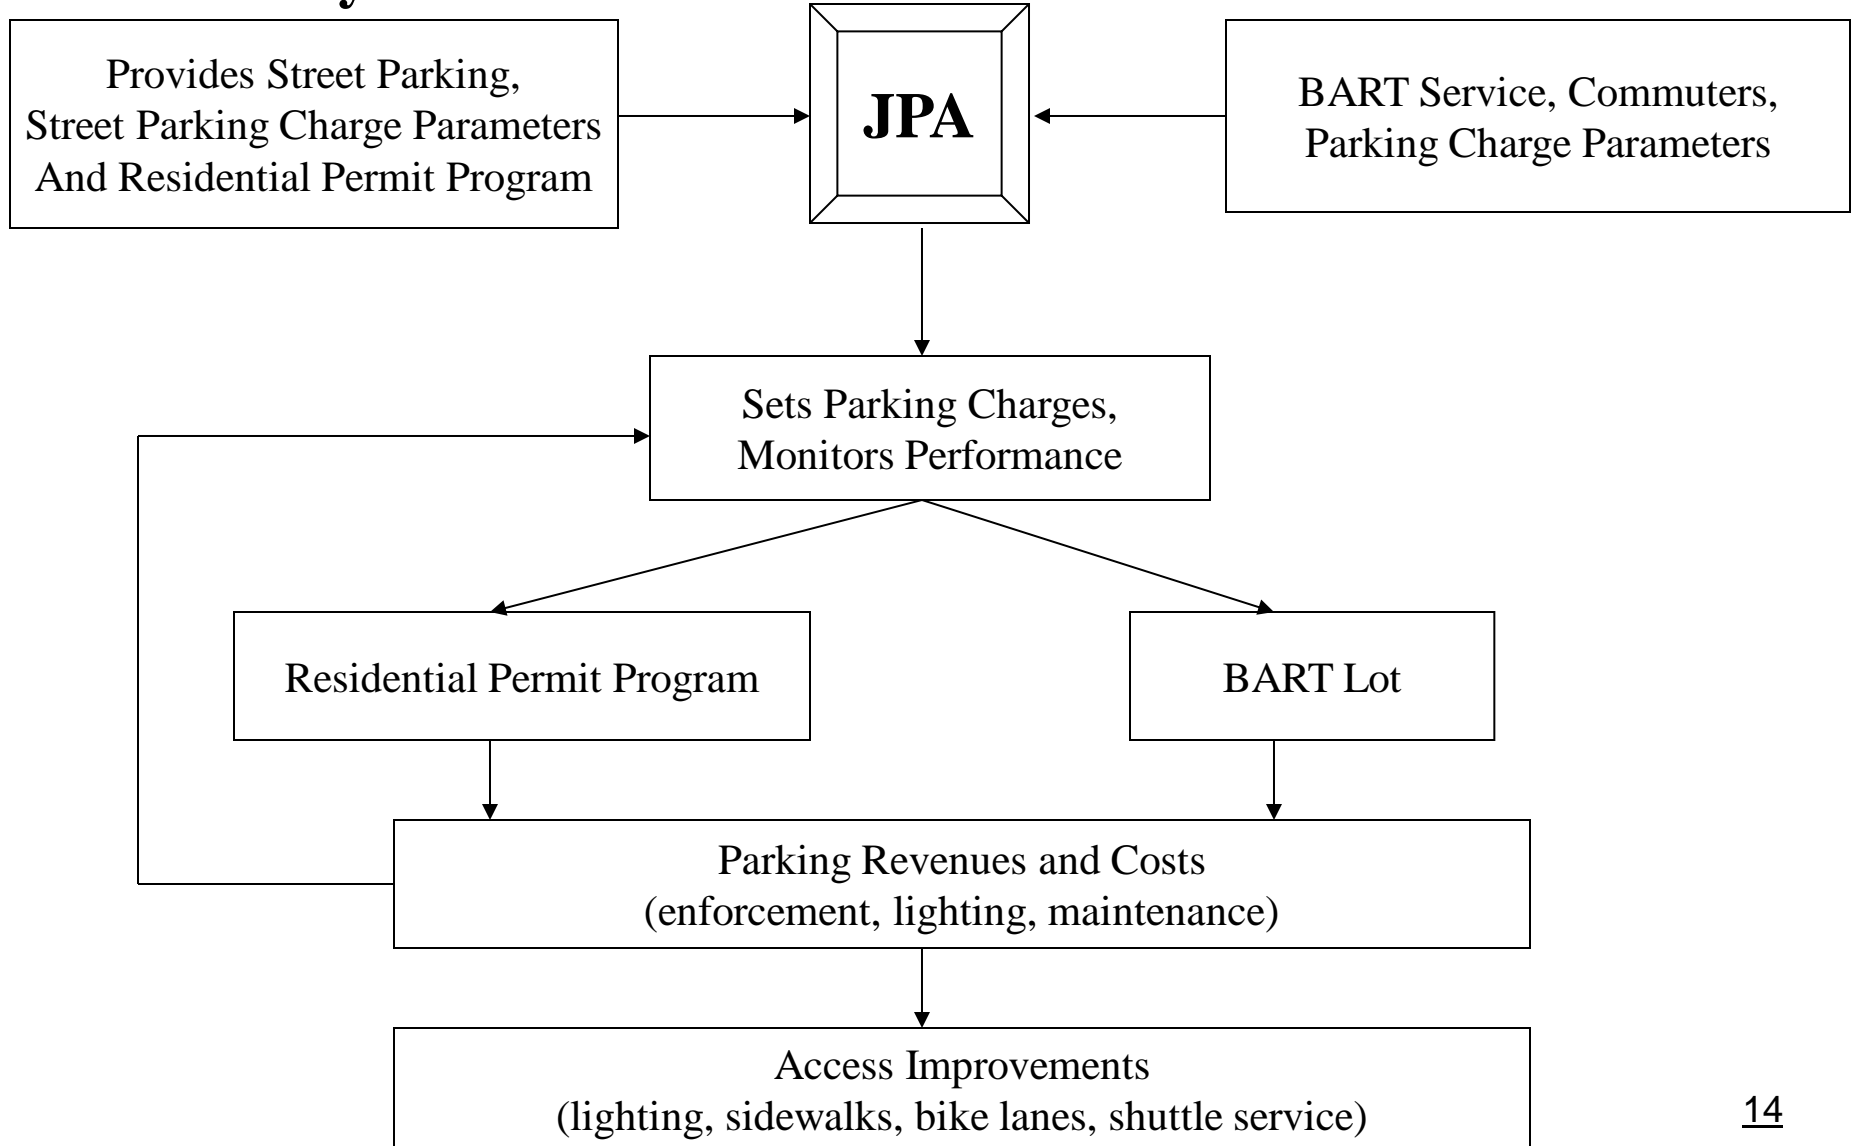 Provides Street Parking,
Street Parking Charge Parameters
And Residential Permit Program
JPA
BART Service, Commuters,
Parking Charge Parameters
Sets Parking Charges,
Monitors Performance
Residential Permit Program
BART Lot
Parking Revenues and Costs
(enforcement, lighting, maintenance)
Access Improvements
(lighting, sidewalks, bike lanes, shuttle service)
14